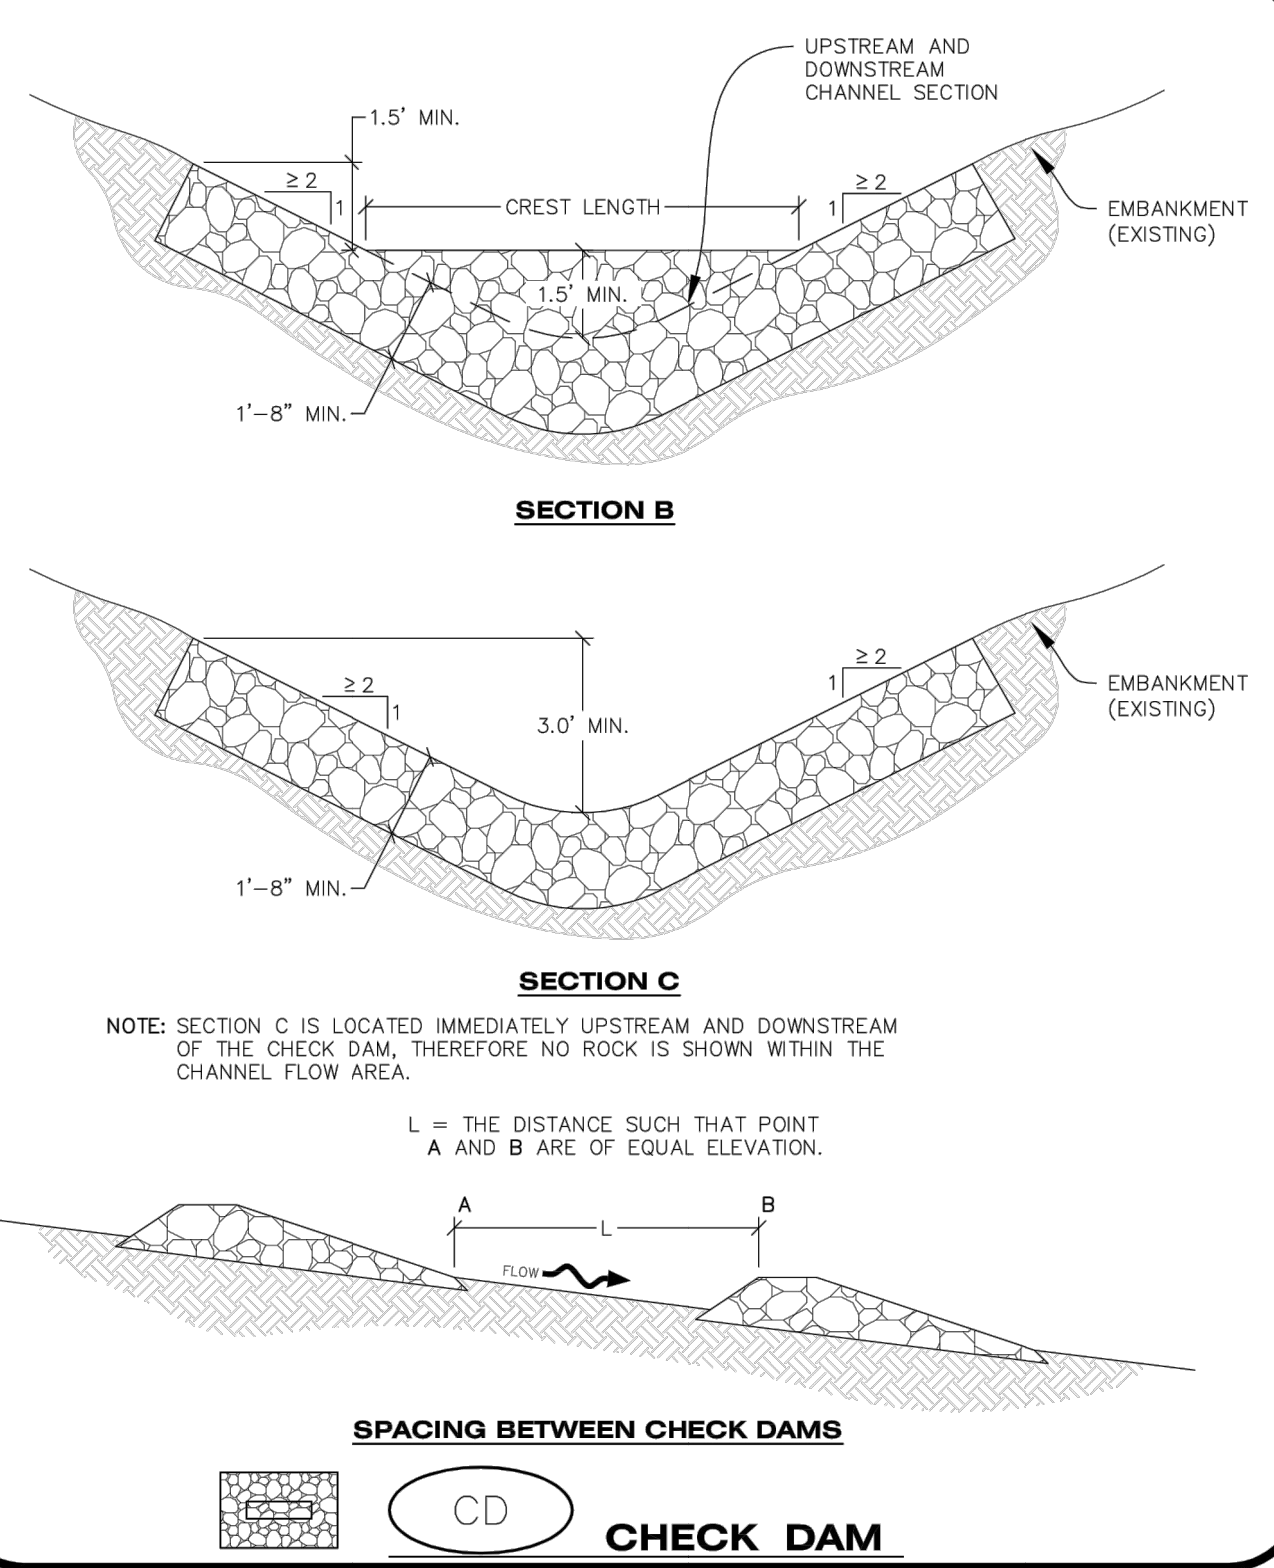 UPSTREAM AND
DOWNSTREAM
CHANNEL SECTION
1.5' MIN.
≥ 2
1
CREST LENGTH
≥ 2
1
EMBANKMENT
(EXISTING)
1.5' MIN.
1'-8" MIN.
SECTION B
≥ 2
1
3.0' MIN.
≥ 2
1
EMBANKMENT
(EXISTING)
1'-8" MIN.
SECTION C
NOTE: SECTION C IS LOCATED IMMEDIATELY UPSTREAM AND DOWNSTREAM
OF THE CHECK DAM, THEREFORE NO ROCK IS SHOWN WITHIN THE
CHANNEL FLOW AREA.
L = THE DISTANCE SUCH THAT POINT
A AND B ARE OF EQUAL ELEVATION.
A
B
L
FLOW
SPACING BETWEEN CHECK DAMS
CD
CHECK DAM